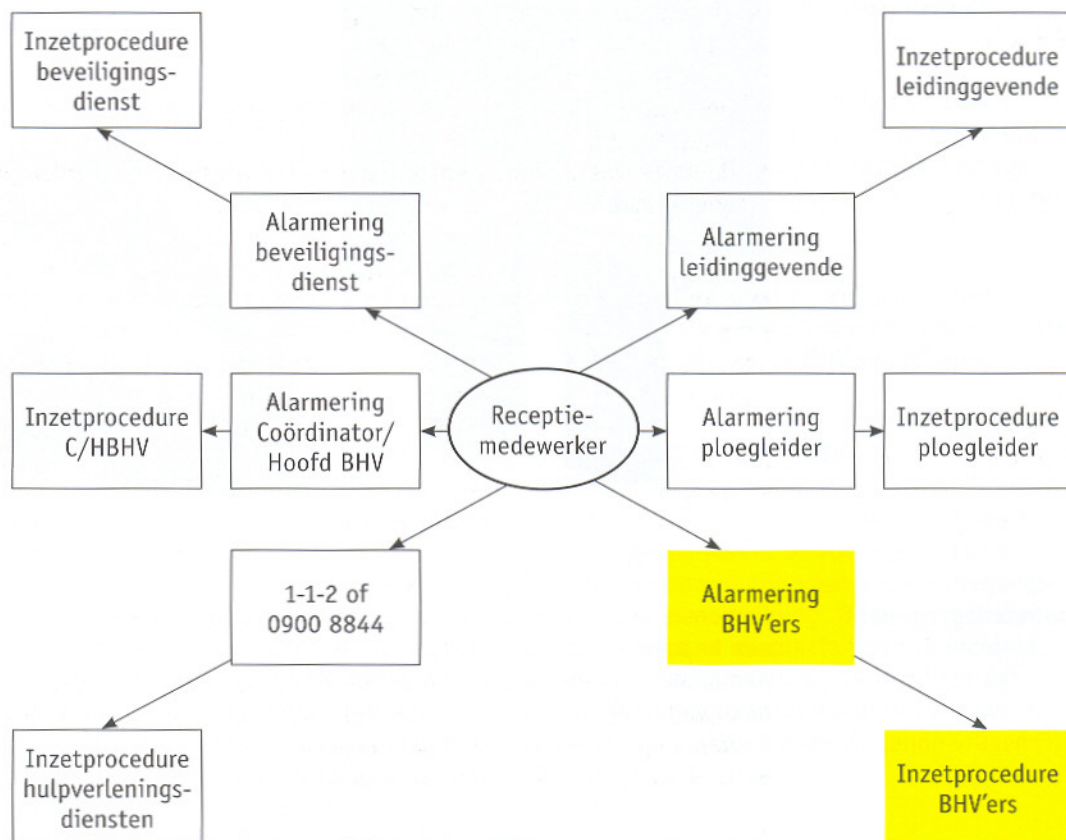 Inzetprocedure
beveiligings-
dienst
Inzetprocedure
leidinggevende
Alarmering
beveiligings-
dienst
Alarmering
leidinggevende
Inzetprocedure
C/HBHV
Alarmering
Coördinator/
Hoofd BHV
Receptie-
medewerker
Alarmering
ploegleider
Inzetprocedure
ploegleider
1-1-2 of
0900 8844
Alarmering
BHV'ers
Inzetprocedure
hulpverlenings-
diensten
Inzetprocedure
BHV'ers